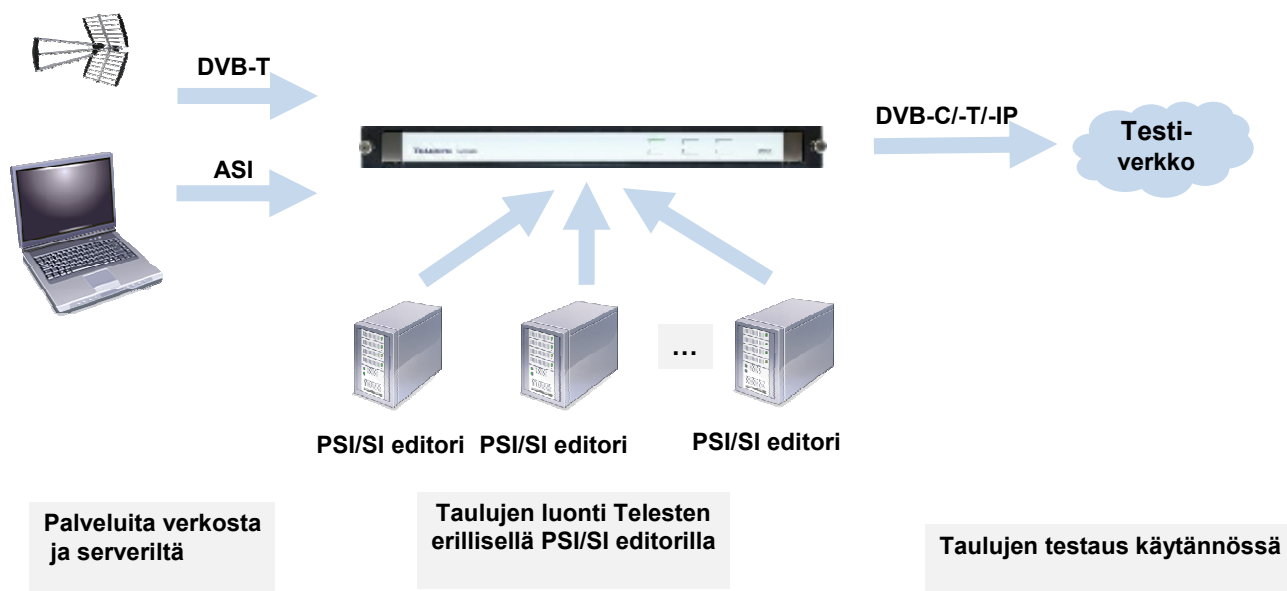 DVB-T
ASI
DVB-C/-T/-IP
Testi-
verkko
...
PSI/SI editori
PSI/SI editori
PSI/SI editori
Palveluita verkosta
ja serveriltä
Taulujen luonti Telesten
erillisellä PSI/SI editorilla
Taulujen testaus käytännössä